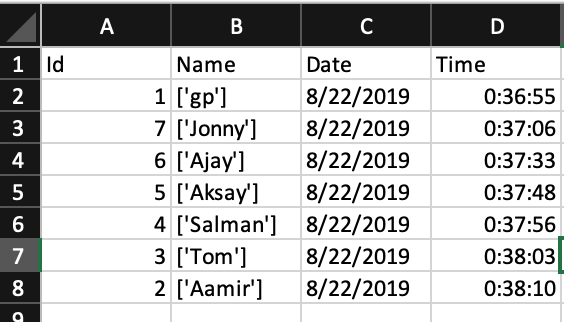 A B C D
1 Id Name Date Time
2 1 ['gp'] 8/22/2019 0:36:55
3 7 ['Jonny'] 8/22/2019 0:37:06
4 6 ['Ajay'] 8/22/2019 0:37:33
5 5 ['Aksay'] 8/22/2019 0:37:48
6 4 ['Salman'] 8/22/2019 0:37:56
7 3 ['Tom'] 8/22/2019 0:38:03
8 2 ['Aamir'] 8/22/2019 0:38:10
9